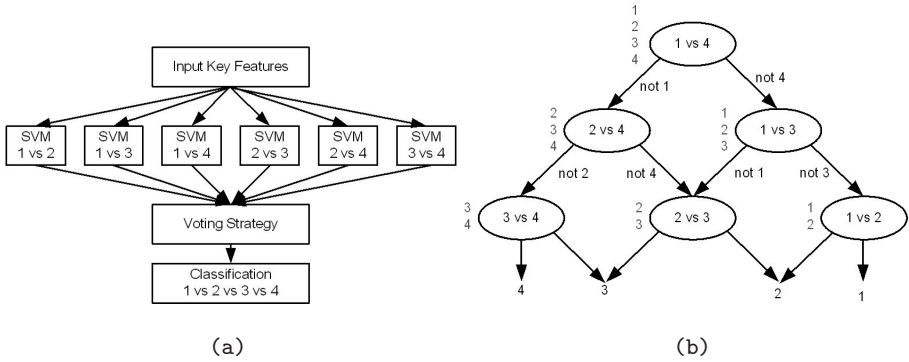 Input Key Features
SVM
1 vs 2
SVM
1 vs 3
SVM
1 vs 4
SVM
2 vs 3
SVM
2 vs 4
SVM
3 vs 4
Voting Strategy
Classification
1 vs 2 vs 3 vs 4
(a)
1
2
3
4
1 vs 4
not 1
not 4
2
3
4
2 vs 4
1
2
3
1 vs 3
not 2
not 4
not 1
not 3
3
4
3 vs 4
2
3
2 vs 3
1
2
1 vs 2
4
3
2
1
(b)